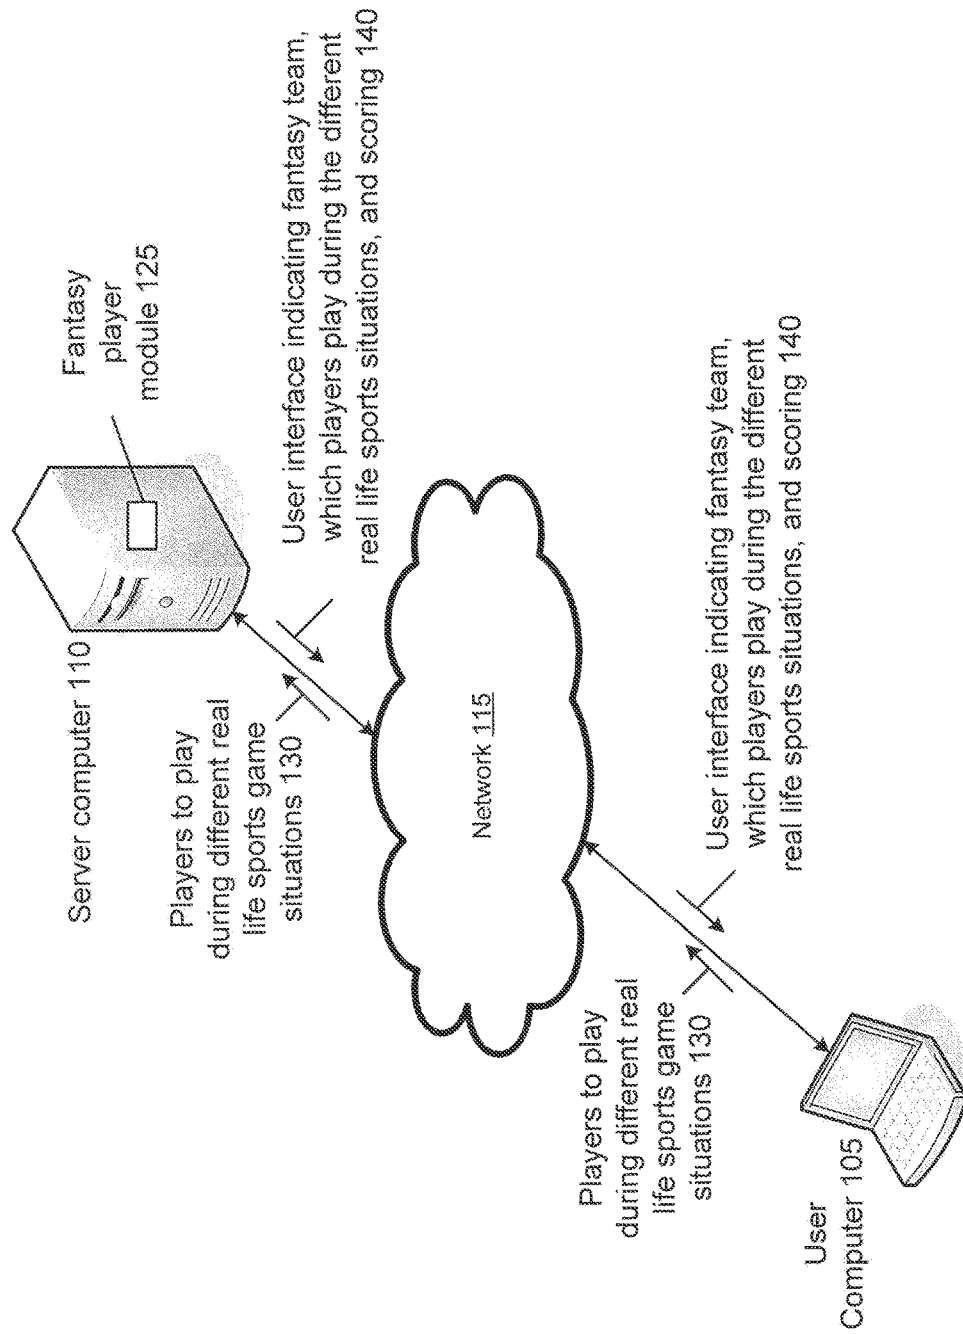 Server computer 110
Fantasy
player
module 125
Players to play
during different real
life sports game
situations 130
User interface indicating fantasy team,
which players play during the different
real life sports situations, and scoring 140
Network 115
Players to play
during different real
life sports game
situations 130
User interface indicating fantasy team,
which players play during the different
real life sports situations, and scoring 140
User
Computer 105